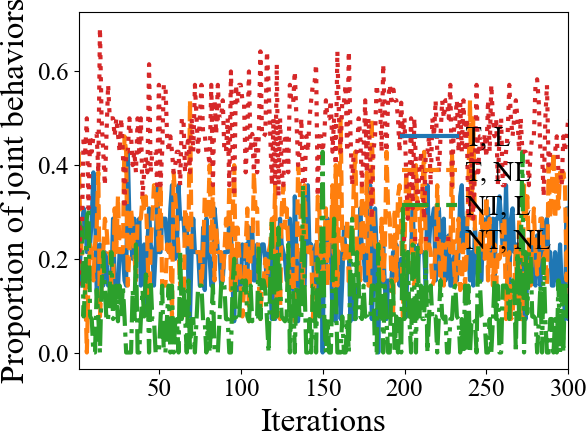 Proportion of joint behaviors
0.6
0.4
0.2
0.0
T, L
T, NL
NT, L
NT, NL
50
100
150
200
250
300
Iterations